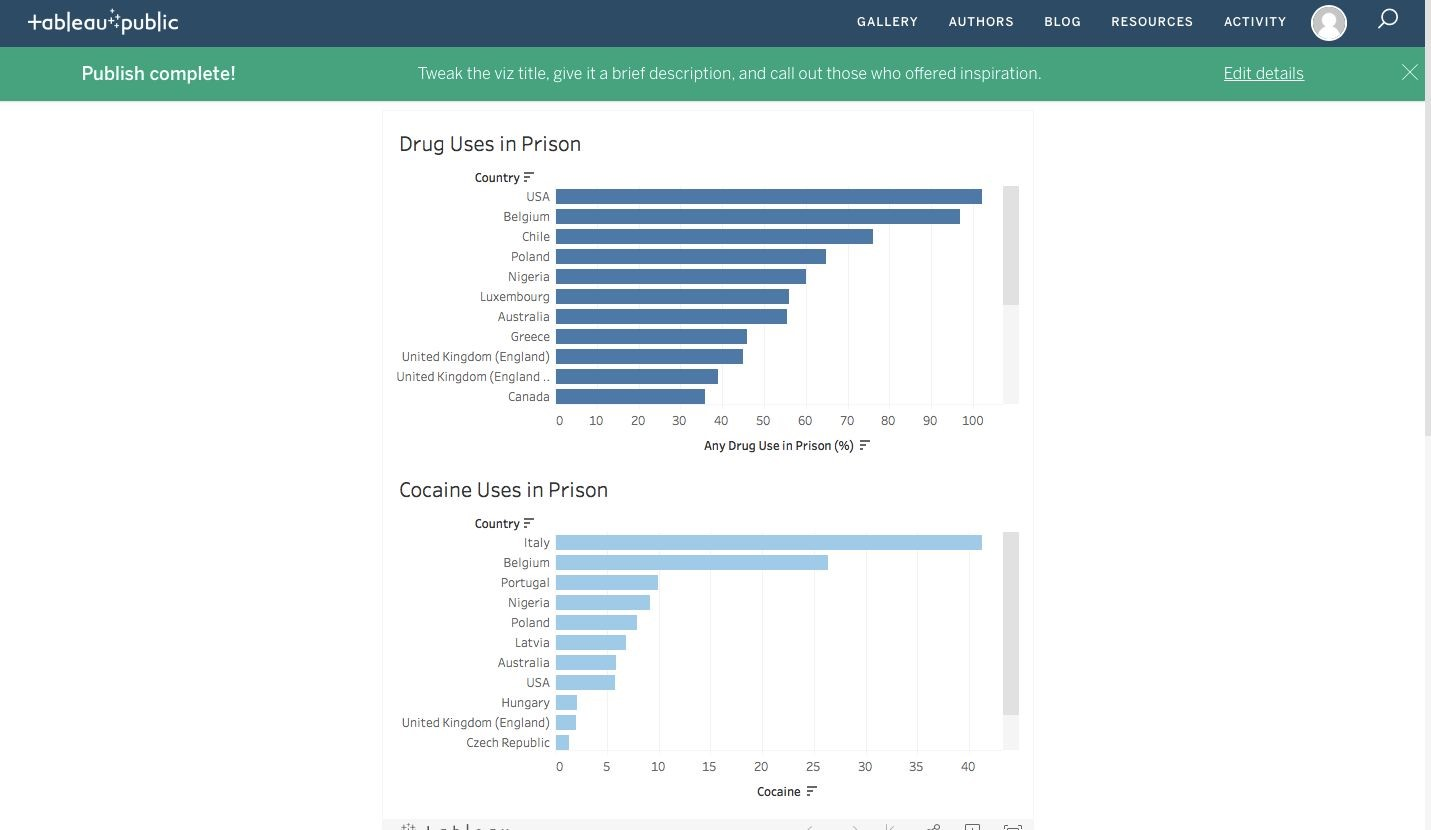 tableau public
GALLERY AUTHORS BLOG RESOURCES ACTIVITY
Publish complete! Tweak the viz title, give it a brief description, and call out those who offered inspiration. Edit details
Drug Uses in Prison
Country
USA
Belgium
Chile
Poland
Nigeria
Luxembourg
Australia
Greece
United Kingdom (England)
United Kingdom (England ..
Canada
0 10 20 30 40 50 60 70 80 90 100
Any Drug Use in Prison (%)
Cocaine Uses in Prison
Country
Italy
Belgium
Portugal
Nigeria
Poland
Latvia
Australia
USA
Hungary
United Kingdom (England)
Czech Republic
0 5 10 15 20 25 30 35 40
Cocaine